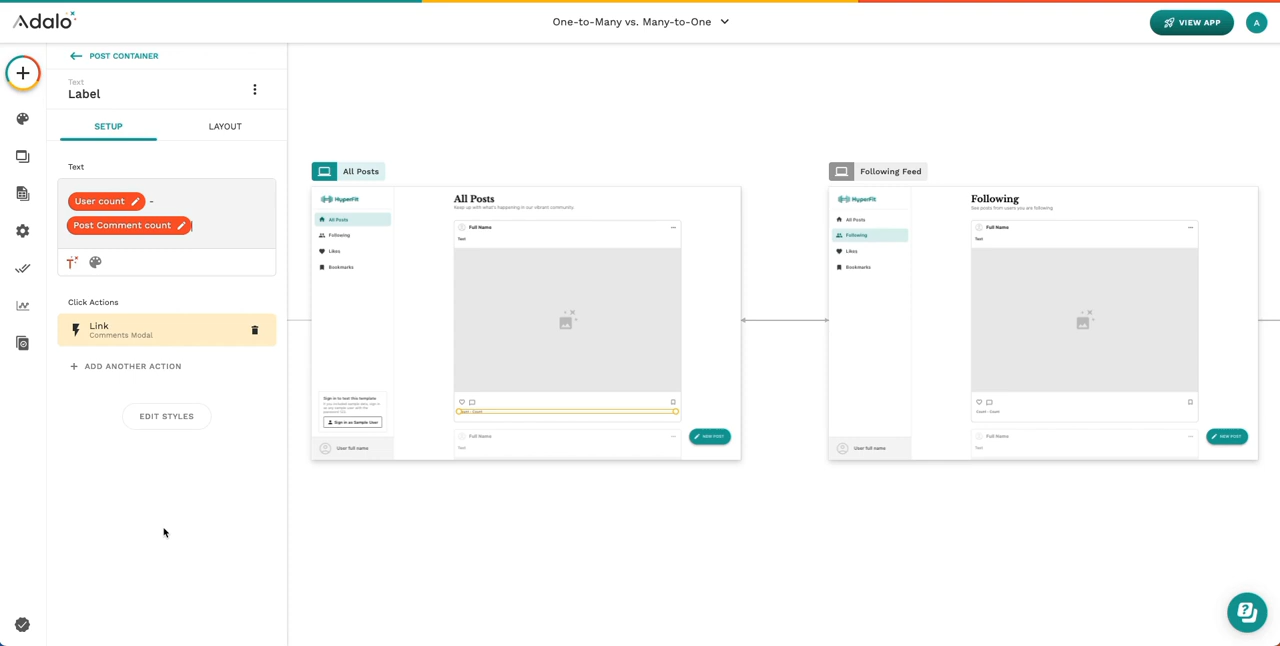 Adalo
One-to-Many vs. Many-to-One
VIEW APP
A
POST CONTAINER
Text
Label
SETUP
LAYOUT
Text
User count -
Post Comment count
Click Actions
Link
Comments Modal
+ ADD ANOTHER ACTION
EDIT STYLES
All Posts
HyperFit
All Posts
Following
Likes
Bookmarks
Sign in to test this template.
Sign in as Sample User
User full name
All Posts
Keep up with what's happening in our vibrant community.
Full Name
Text
Count - Count
Full Name
Text
NEW POST
Following Feed
HyperFit
All Posts
Following
Likes
Bookmarks
User full name
Following
See posts from users you are following.
Full Name
Text
Count - Count
Full Name
Text
NEW POST